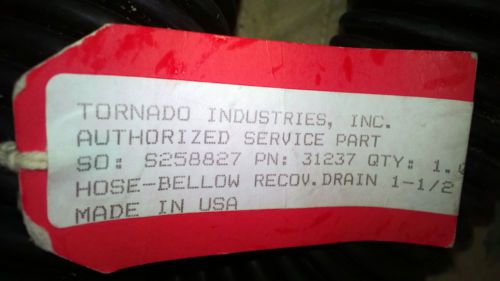 TORNADO INDUSTRIES, INC.
AUTHORIZED SERVICE PART
SO: S258827 PN: 31237 QTY: 1.
HOSE-BELLOW RECOV.DRAIN 1-1/2
MADE IN USA